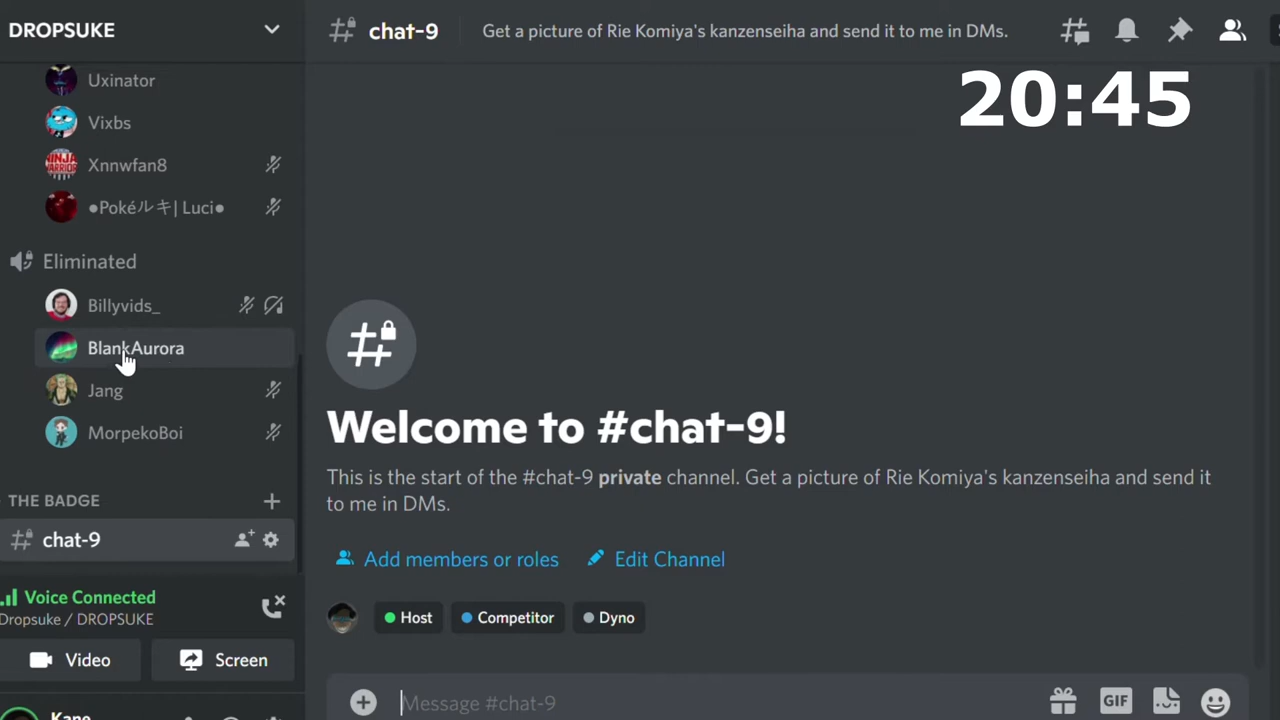 DROPSUKE
Uxinator
Vixbs
Xnnwfan8
●Pokéルキ| Luci●
Eliminated
Billyvids_
BlankAurora
Jang
MorpekoBoi
THE BADGE
chat-9
Voice Connected
Dropsuke / DROPSUKE
Video
Screen
Kane
chat-9
Get a picture of Rie Komiya's kanzenseiha and send it to me in DMs.
20:45
Welcome to #chat-9!
This is the start of the #chat-9 private channel. Get a picture of Rie Komiya's kanzenseiha and send it
to me in DMs.
Add members or roles
Edit Channel
Host
Competitor
Dyno
Message #chat-9
GIF
NINJA
WARRIOR